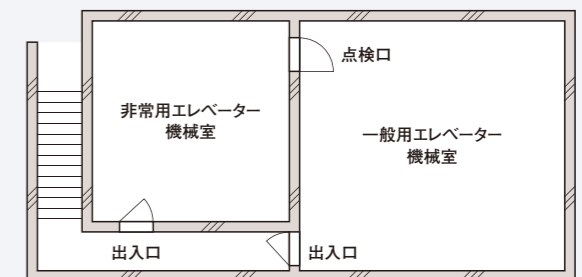 点検口
非常用エレベーター
機械室
一般用エレベーター
機械室
出入口
出入口